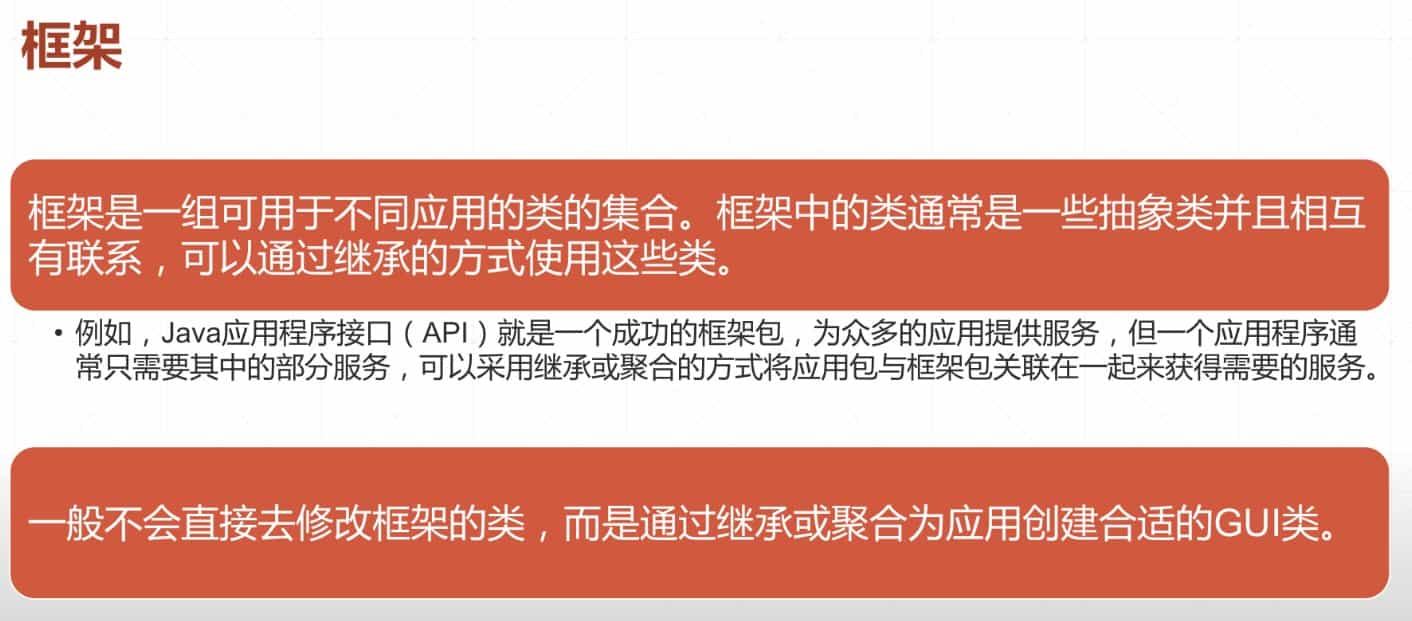 框架
框架是一组可用于不同应用的类的集合。框架中的类通常是一些抽象类并且相互
有联系，可以通过继承的方式使用这些类。
• 例如，Java应用程序接口（API）就是一个成功的框架包，为众多的应用提供服务，但一个应用程序通
常只需要其中的部分服务，可以采用继承或聚合的方式将应用包与框架包关联在一起来获得需要的服务。
一般不会直接去修改框架的类，而是通过继承或聚合为应用创建合适的GUI类。